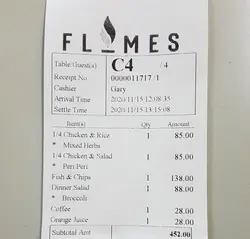 FLAMES
Table/Guest(s) C4 /4
Receipt No 0000011717 /1
Cashier Gary
Arrival Time 2020/11/15 12:08:35
Settle Time 2020/11/15 13:15:08
Item(s) Qty Amount
1/4 Chicken & Rice 1 85.00
* Mixed Herbs
1/4 Chicken & Salad 1 85.00
* Peri Peri
Fish & Chips 1 138.00
Dinner Salad 1 88.00
* Broccoli
Coffee 1 28.00
Orange Juice 1 28.00
Subtotal Amt 452.00